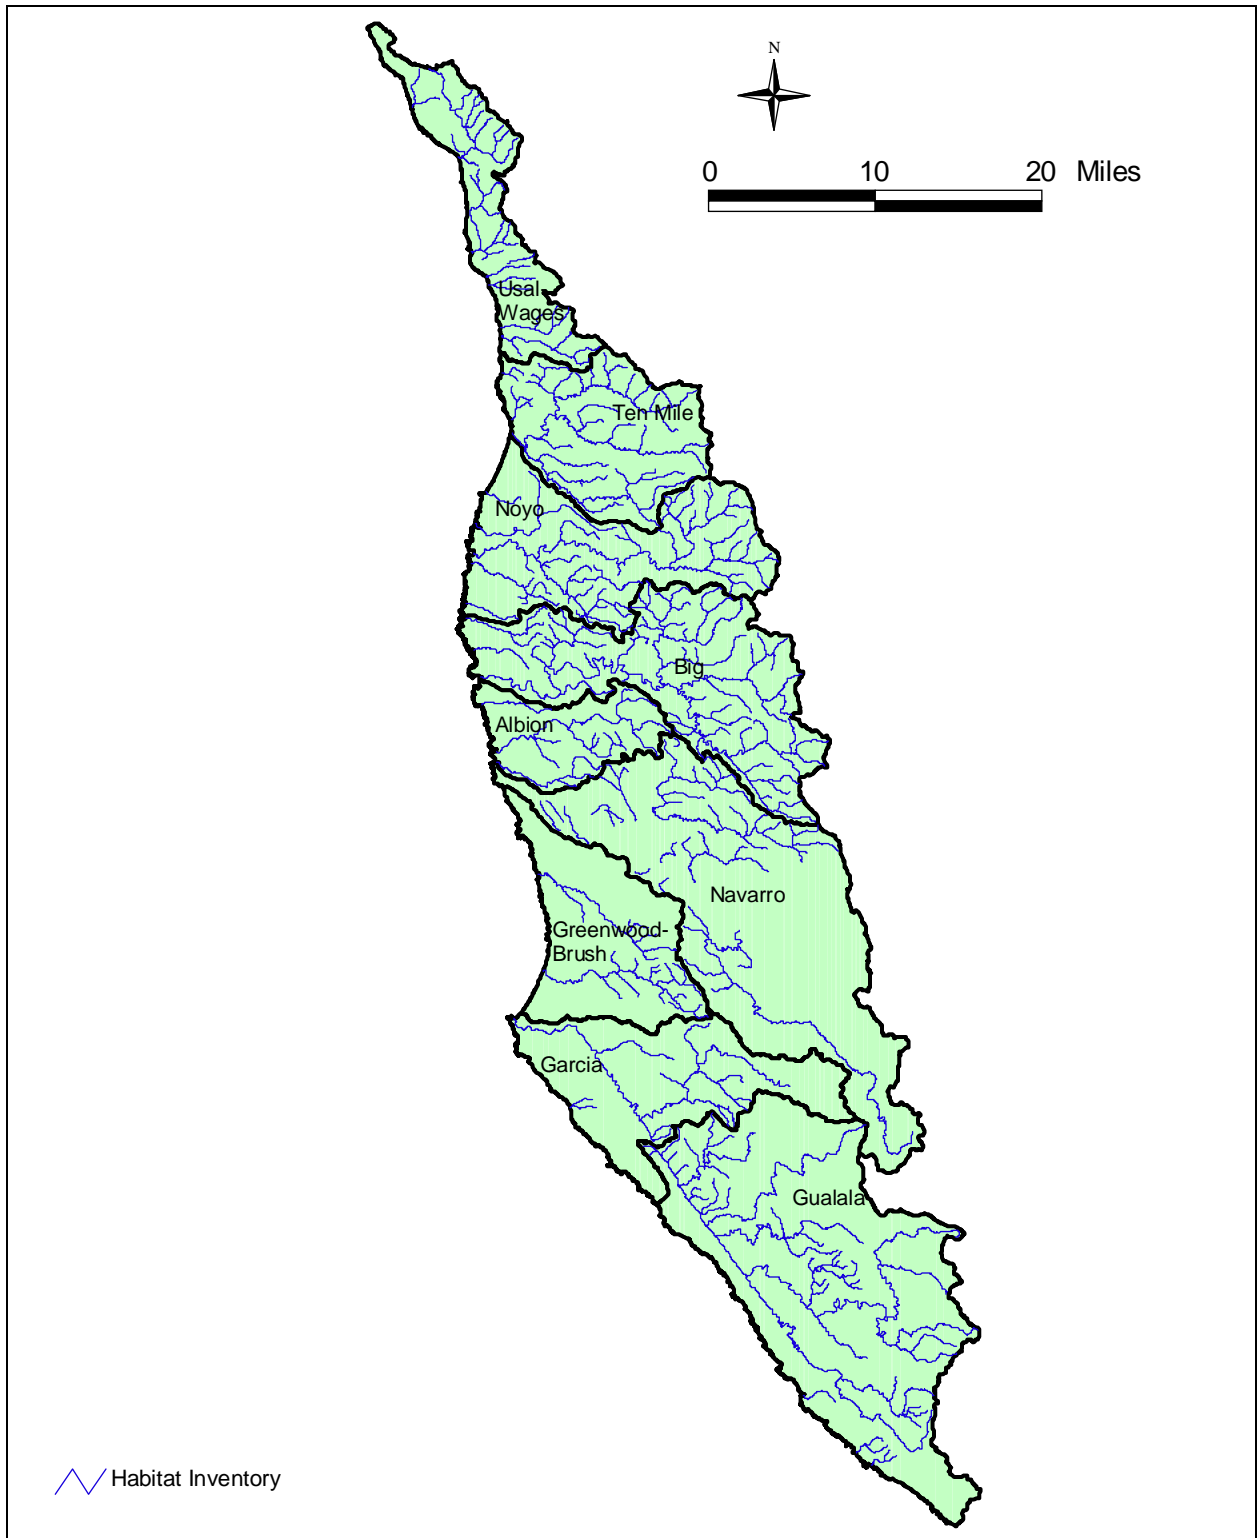 N
0 10 20 Miles
Usal-
Wages
Ten Mile
Noyo
Big
Albion
Navarro
Greenwood-
Brush
Garcia
Gualala
Habitat Inventory